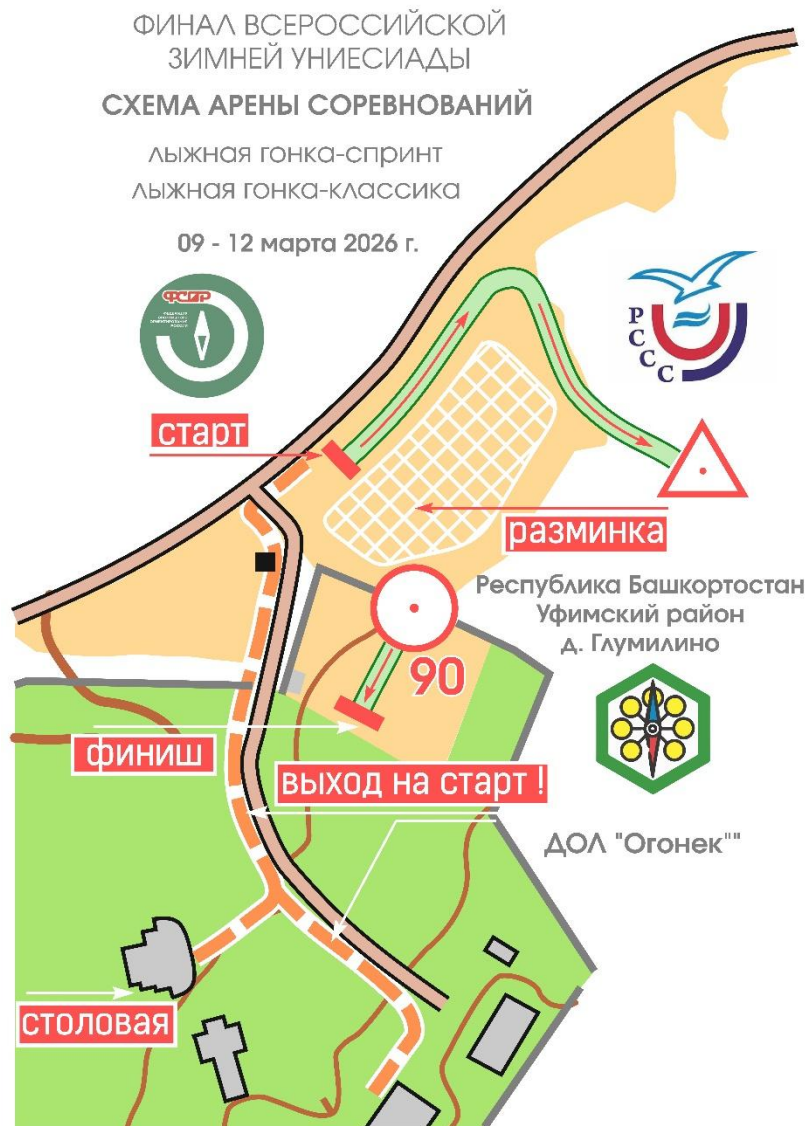 ФИНАЛ ВСЕРОССИЙСКОЙ
ЗИМНЕЙ УНИЕСИАДЫ
СХЕМА АРЕНЫ СОРЕВНОВАНИЙ
лыжная гонка-спринт
лыжная гонка-классика
09 - 12 марта 2026 г.
ФСОР
РССС
старт
разминка
Республика Башкортостан
Уфимский район
д. Глумилино
90
финиш
выход на старт !
ДОЛ "Огонек""
столовая